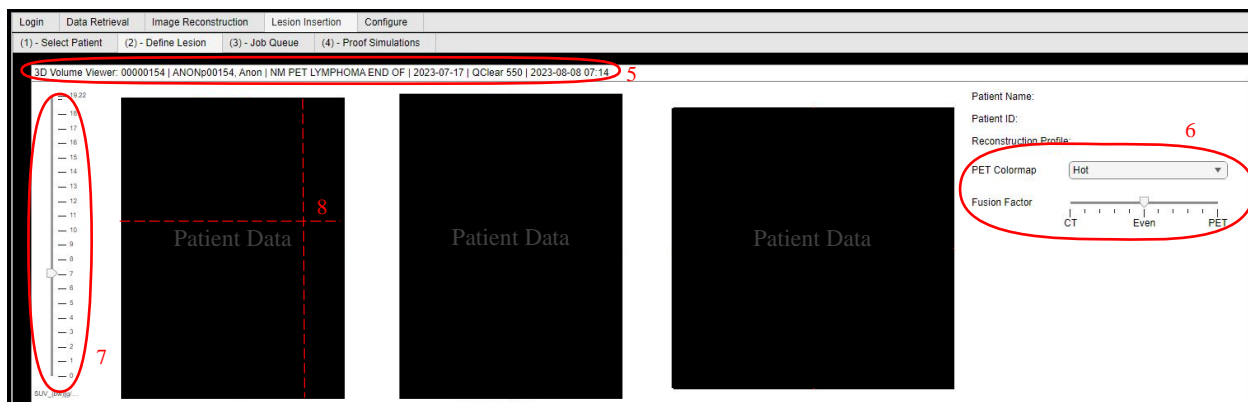 Login Data Retrieval Image Reconstruction Lesion Insertion Configure
(1) - Select Patient (2) - Define Lesion (3) - Job Queue (4) - Proof Simulations
3D Volume Viewer: 00000154 | ANONp00154, Anon | NM PET LYMPHOMA END OF | 2023-07-17 | QClear 550 | 2023-08-08 07:14
5
19.22
18
17
16
15
14
13
12
11
10
9
8
7
6
5
4
3
2
1
0
7
8
Patient Data
Patient Data
Patient Data
Patient Name:
Patient ID:
Reconstruction Profile:
6
PET Colormap Hot
Fusion Factor
CT Even PET